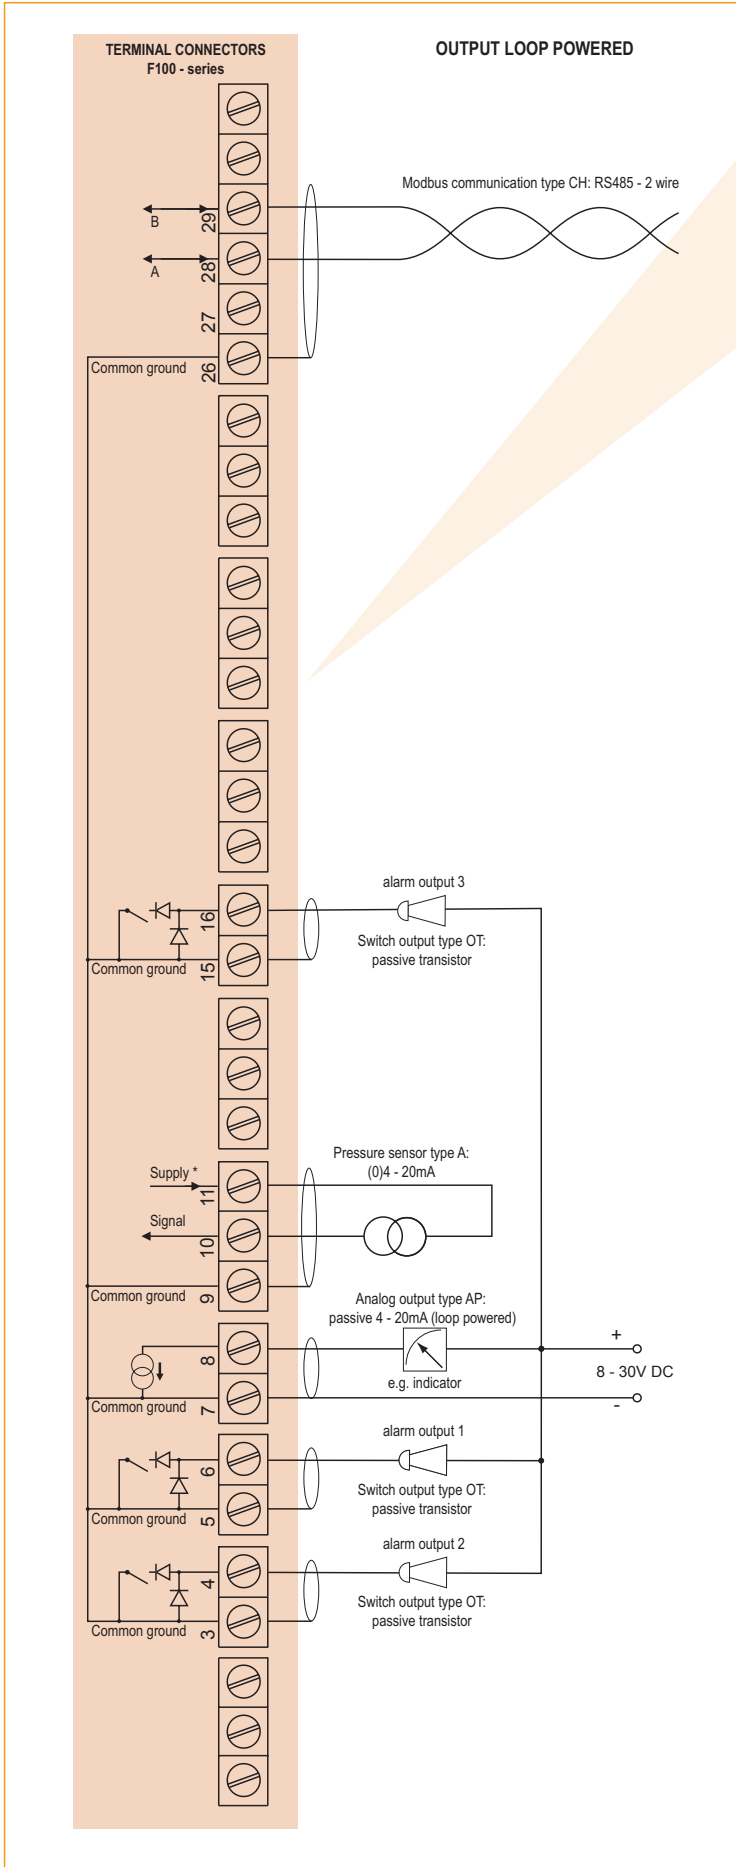 TERMINAL CONNECTORS
F100 - series
OUTPUT LOOP POWERED
Modbus communication type CH: RS485 - 2 wire
B
29
A
28
27
Common ground
26
alarm output 3
16
Switch output type OT:
passive transistor
Common ground
15
Pressure sensor type A:
(0)4 - 20mA
Supply *
11
Signal
10
Common ground
9
Analog output type AP:
passive 4 - 20mA (loop powered)
8
+
8 - 30V DC
e.g. indicator
Common ground
7
-
alarm output 1
6
Switch output type OT:
passive transistor
Common ground
5
alarm output 2
4
Switch output type OT:
passive transistor
Common ground
3